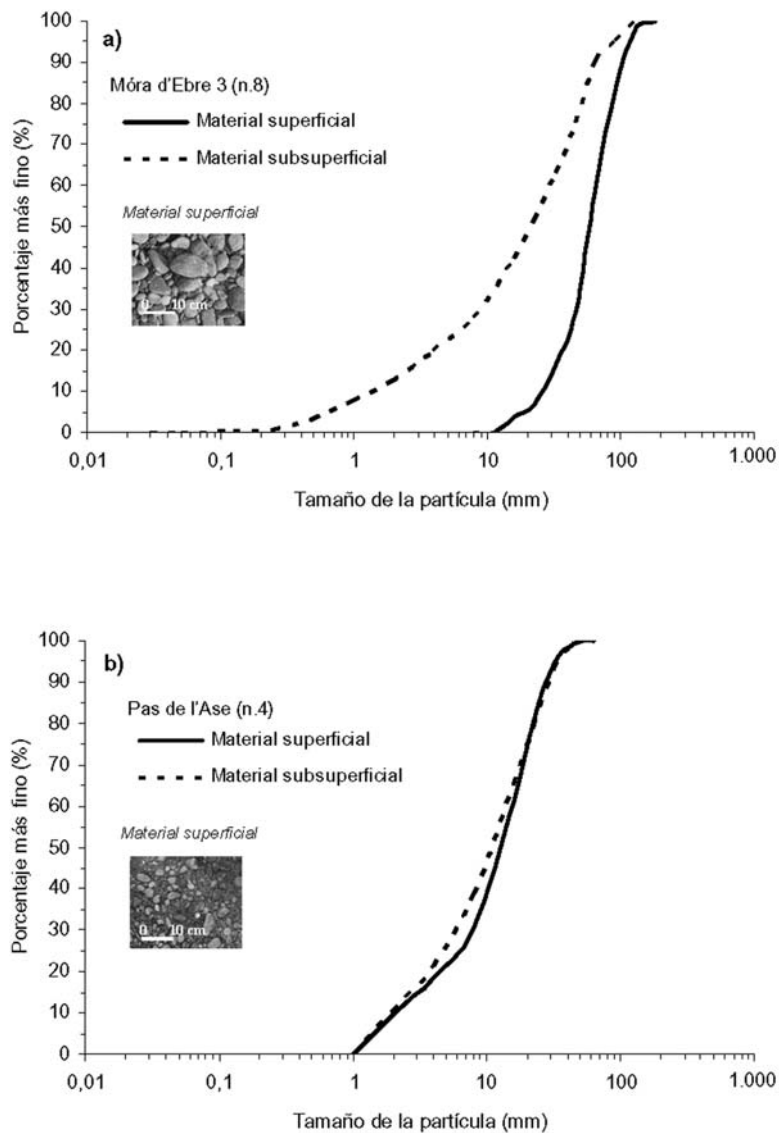 a)
Móra d'Ebre 3 (n.8)
Material superficial
Material subsuperficial
Material superficial
0 10 cm
Porcentaje más fino (%)
100
90
80
70
60
50
40
30
20
10
0
0,01 0,1 1 10 100 1.000
Tamaño de la partícula (mm)
b)
Pas de l'Ase (n.4)
Material superficial
Material subsuperficial
Material superficial
0 10 cm
Porcentaje más fino (%)
100
90
80
70
60
50
40
30
20
10
0
0,01 0,1 1 10 100 1.000
Tamaño de la partícula (mm)